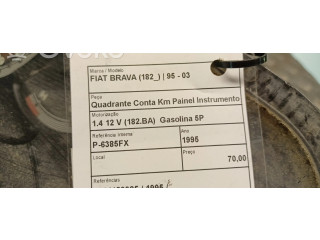 Marca / Modelo
FIAT BRAVA (182_) | 95 - 03
Peça
Quadrante Conta Km Painel Instrumento
Motorização
1.4 12 V (182.BA) Gasolina 5P
Referência Interna
Ano
P-6385FX
1995
Local
Preço
70,00